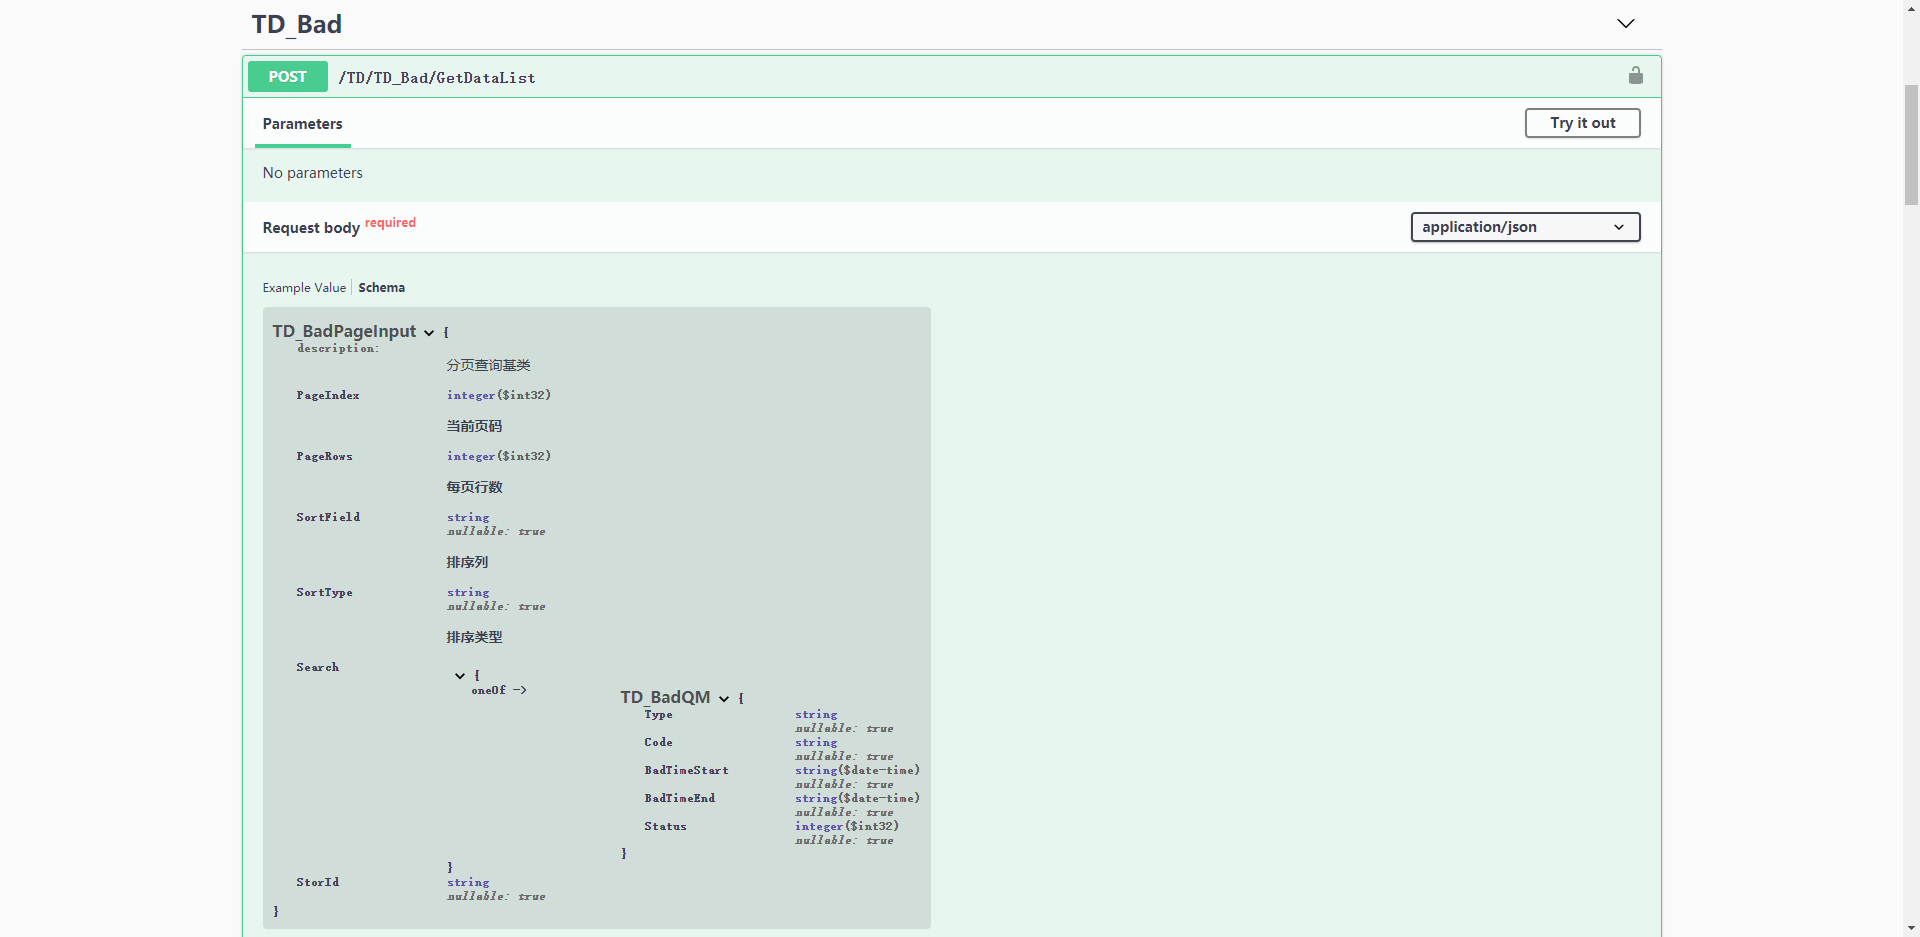 TD_Bad
POST /TD/TD_Bad/GetDataList
Parameters
Try it out
No parameters
Request body required
application/json
Example Value Schema
TD_BadPageInput {
description:
分页查询基类
PageIndex integer($int32)
当前页码
PageRows integer($int32)
每页行数
SortField string
nullable: true
排序列
SortType string
nullable: true
排序类型
Search {
oneOf ->
TD_BadQM {
Type string
nullable: true
Code string
nullable: true
BadTimeStart string($date-time)
nullable: true
BadTimeEnd string($date-time)
nullable: true
Status integer($int32)
nullable: true
}
}
StorId string
nullable: true
}